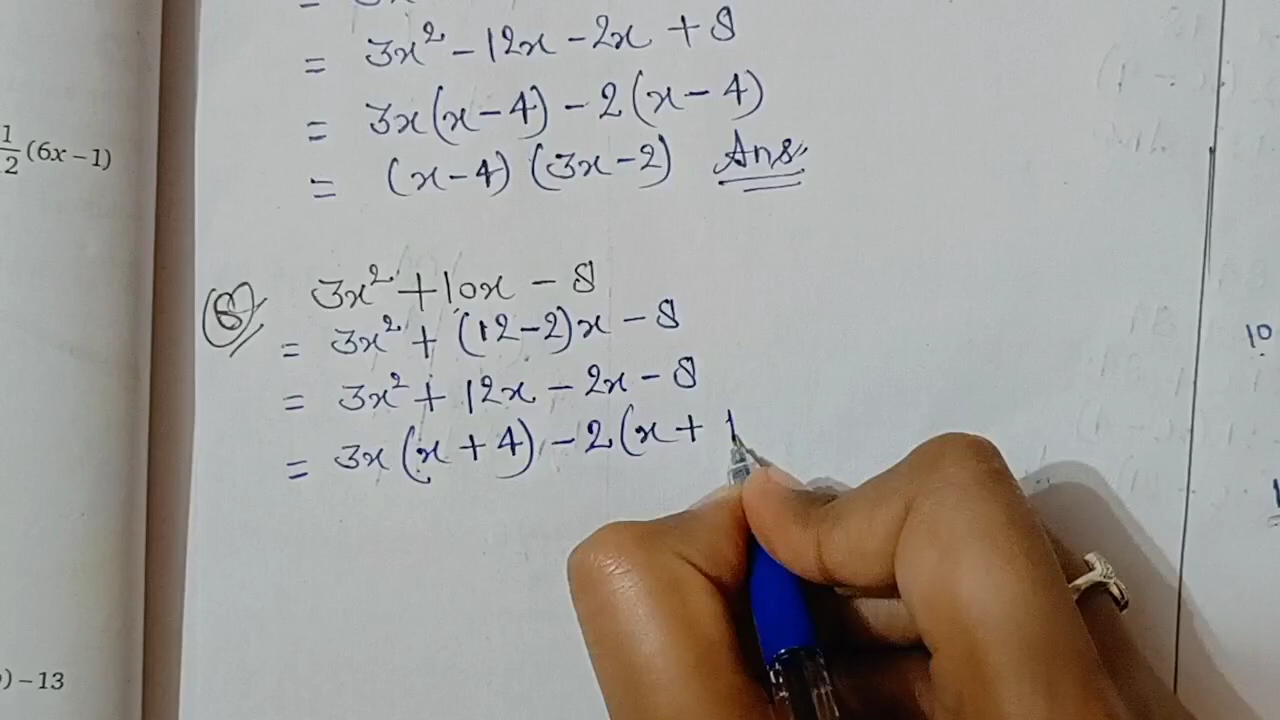 = 3x² - 12x - 2x + 8
= 3x(x-4) - 2(x-4)
= (x-4) (3x-2) Ans.
6 3x² + 10x - 8
= 3x² + (12-2)x - 8
= 3x² + 12x - 2x - 8
= 3x(x+4) - 2(x+
1/2 (6x-1)
) -13
10